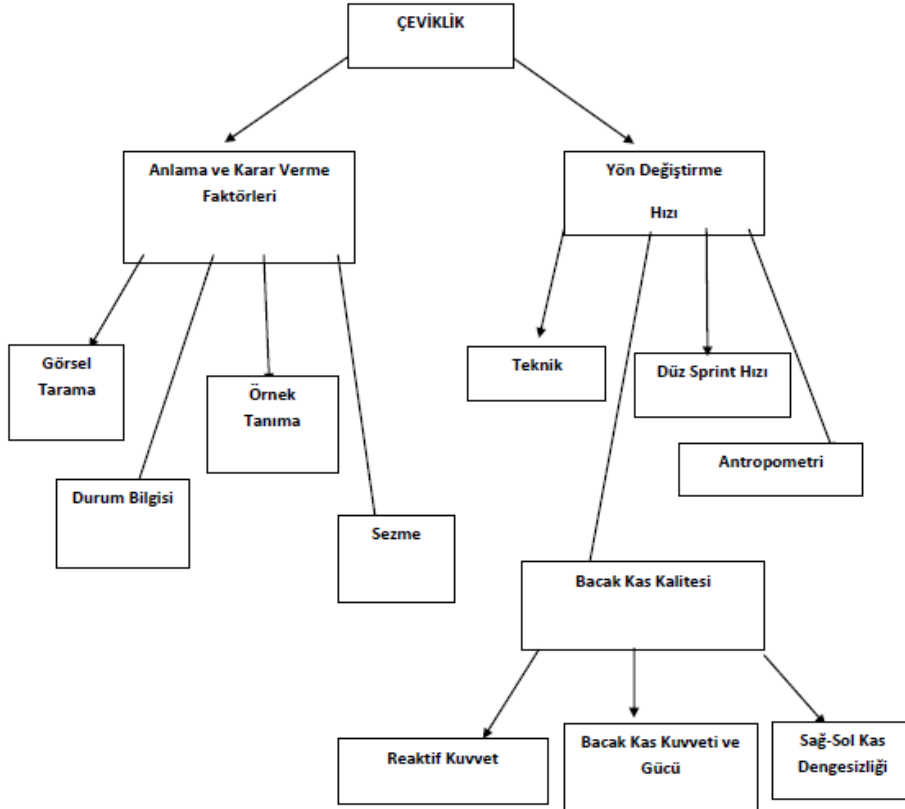 ÇEVİKLİK
Anlama ve Karar Verme
Faktörleri
Yön Değiştirme
Hızı
Görsel
Tarama
Örnek
Tanıma
Durum Bilgisi
Sezme
Teknik
Düz Sprint Hızı
Antropometri
Bacak Kas Kalitesi
Reaktif Kuvvet
Bacak Kas Kuvveti ve
Gücü
Sağ-Sol Kas
Dengesizliği